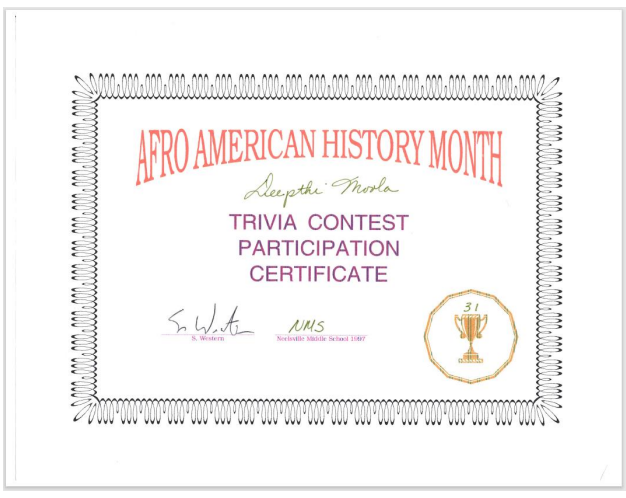 AFRO AMERICAN HISTORY MONTH
Deepthi Moola
TRIVIA CONTEST
PARTICIPATION
CERTIFICATE
31
NMS
S. Western
Neelsville Middle School 1997